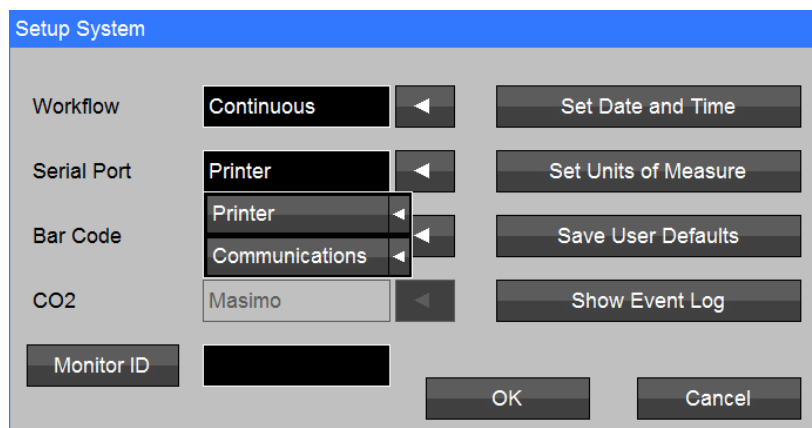 Setup System
Workflow Continuous Set Date and Time
Serial Port Printer Set Units of Measure
Printer
Bar Code Save User Defaults
Communications
CO2 Masimo Show Event Log
Monitor ID
OK Cancel